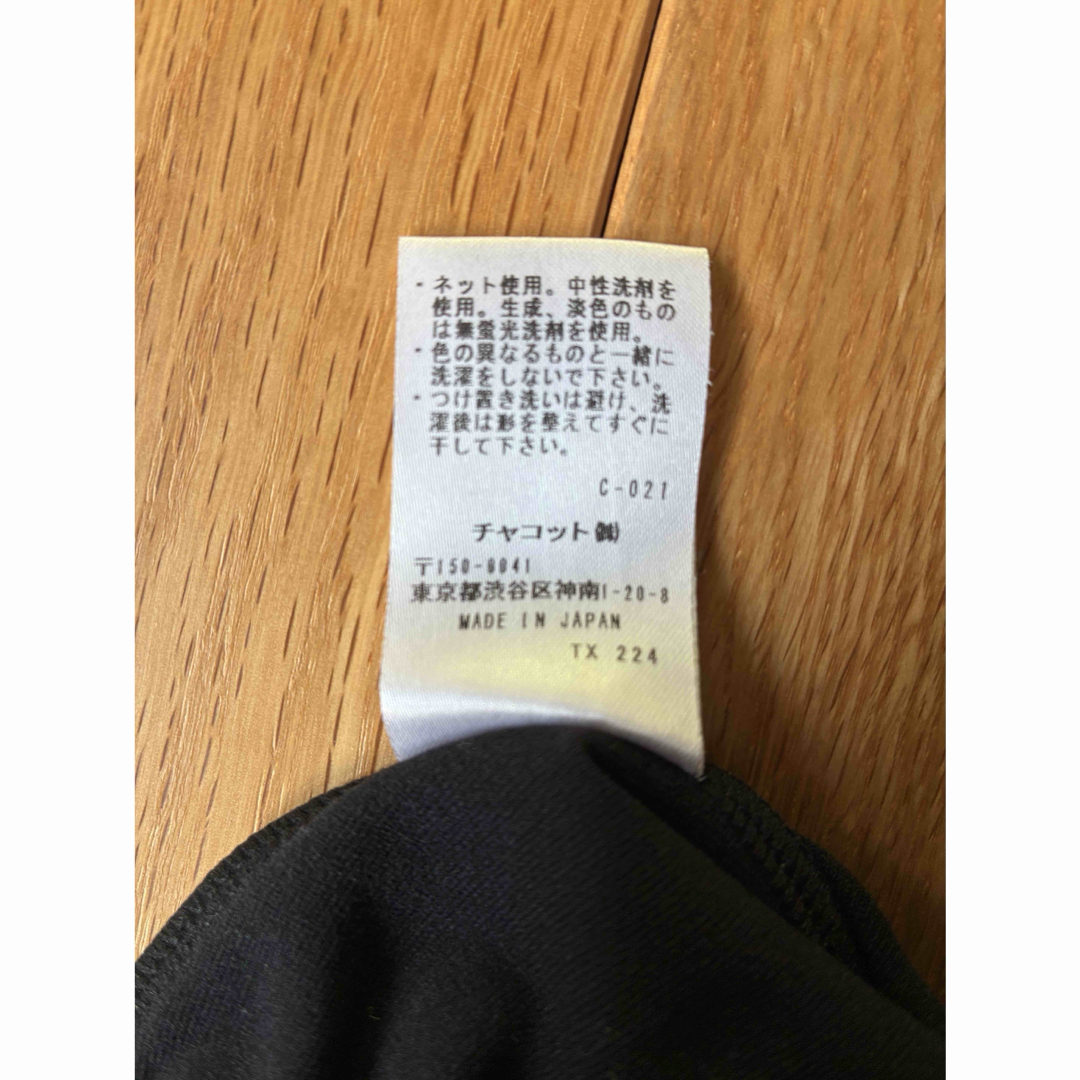 ・ネット使用。中性洗剤を
使用。生成、淡色のもの
は無蛍光洗剤を使用。
・色の異なるものと一緒に
洗濯をしないで下さい。
・つけ置き洗いは避け、洗
濯後は形を整えてすぐに
干して下さい。
C-021
チャコット㈱
〒150-0041
東京都渋谷区神南1-20-8
MADE IN JAPAN
TX 224